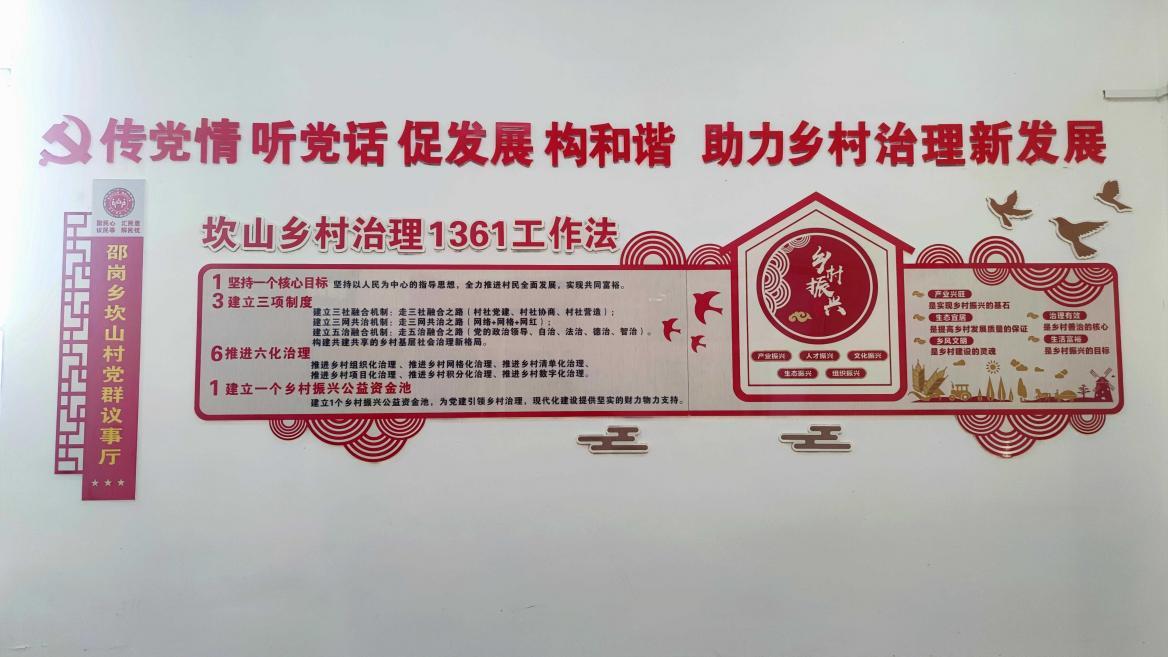 传党情 听党话 促发展 构和谐 助力乡村治理新发展
聚民心 汇民意
议民事 解民忧
邵岗乡坎山村党群议事厅
坎山乡村治理1361工作法
1 坚持一个核心目标 坚持以人民为中心的指导思想，全力推进村民全面发展，实现共同富裕。
3 建立三项制度
建立三社融合机制；走三社融合之路（村社党建、村社协商、村社营造）；
建立三网共治机制；走三网共治之路（网络+网格+网红）；
建立五治融合机制；走五治融合之路（党的政治领导、自治、法治、德治、智治）。
构建共建共享的乡村基层社会治理新格局。
6 推进六化治理
推进乡村组织化治理、推进乡村网格化治理、推进乡村清单化治理、
推进乡村项目化治理、推进乡村积分化治理、推进乡村数字化治理。
1 建立一个乡村振兴公益资金池
建立1个乡村振兴公益资金池，为党建引领乡村治理，现代化建设提供坚实的财力物力支持。
乡村振兴
产业振兴 人才振兴 文化振兴
生态振兴 组织振兴
产业兴旺
是实现乡村振兴的基石
生态宜居
是提高乡村发展质量的保证
乡风文明
是乡村建设的灵魂
治理有效
是乡村善治的核心
生活富裕
是乡村振兴的目标